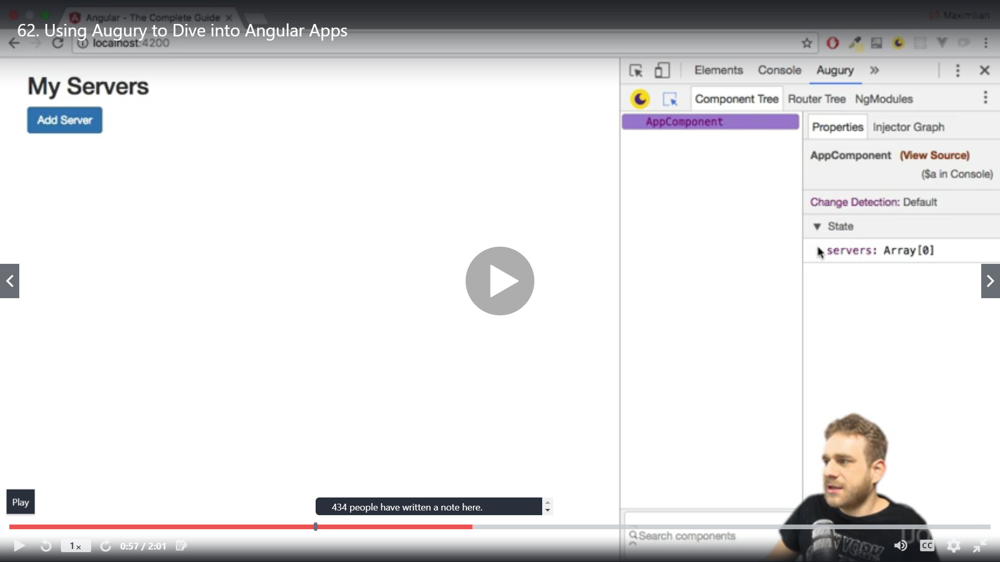 Angular - The Complete Guide
Maximilian
62. Using Augury to Dive into Angular Apps
localhost:4200
My Servers
Add Server
Elements Console Augury
Component Tree Router Tree NgModules
AppComponent
Properties Injector Graph
AppComponent (View Source)
($a in Console)
Change Detection: Default
State
servers: Array[0]
Play
434 people have written a note here.
Search components
1x
0:57 / 2:01
CC
YORK